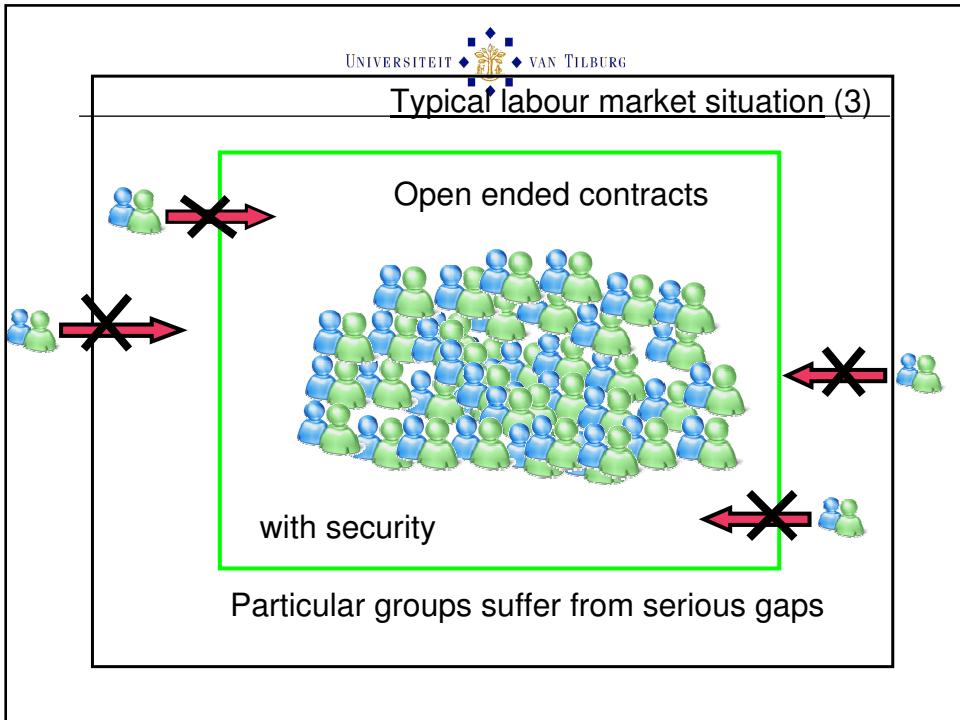 UNIVERSITEIT VAN TILBURG
Typical labour market situation (3)
Open ended contracts
with security
Particular groups suffer from serious gaps